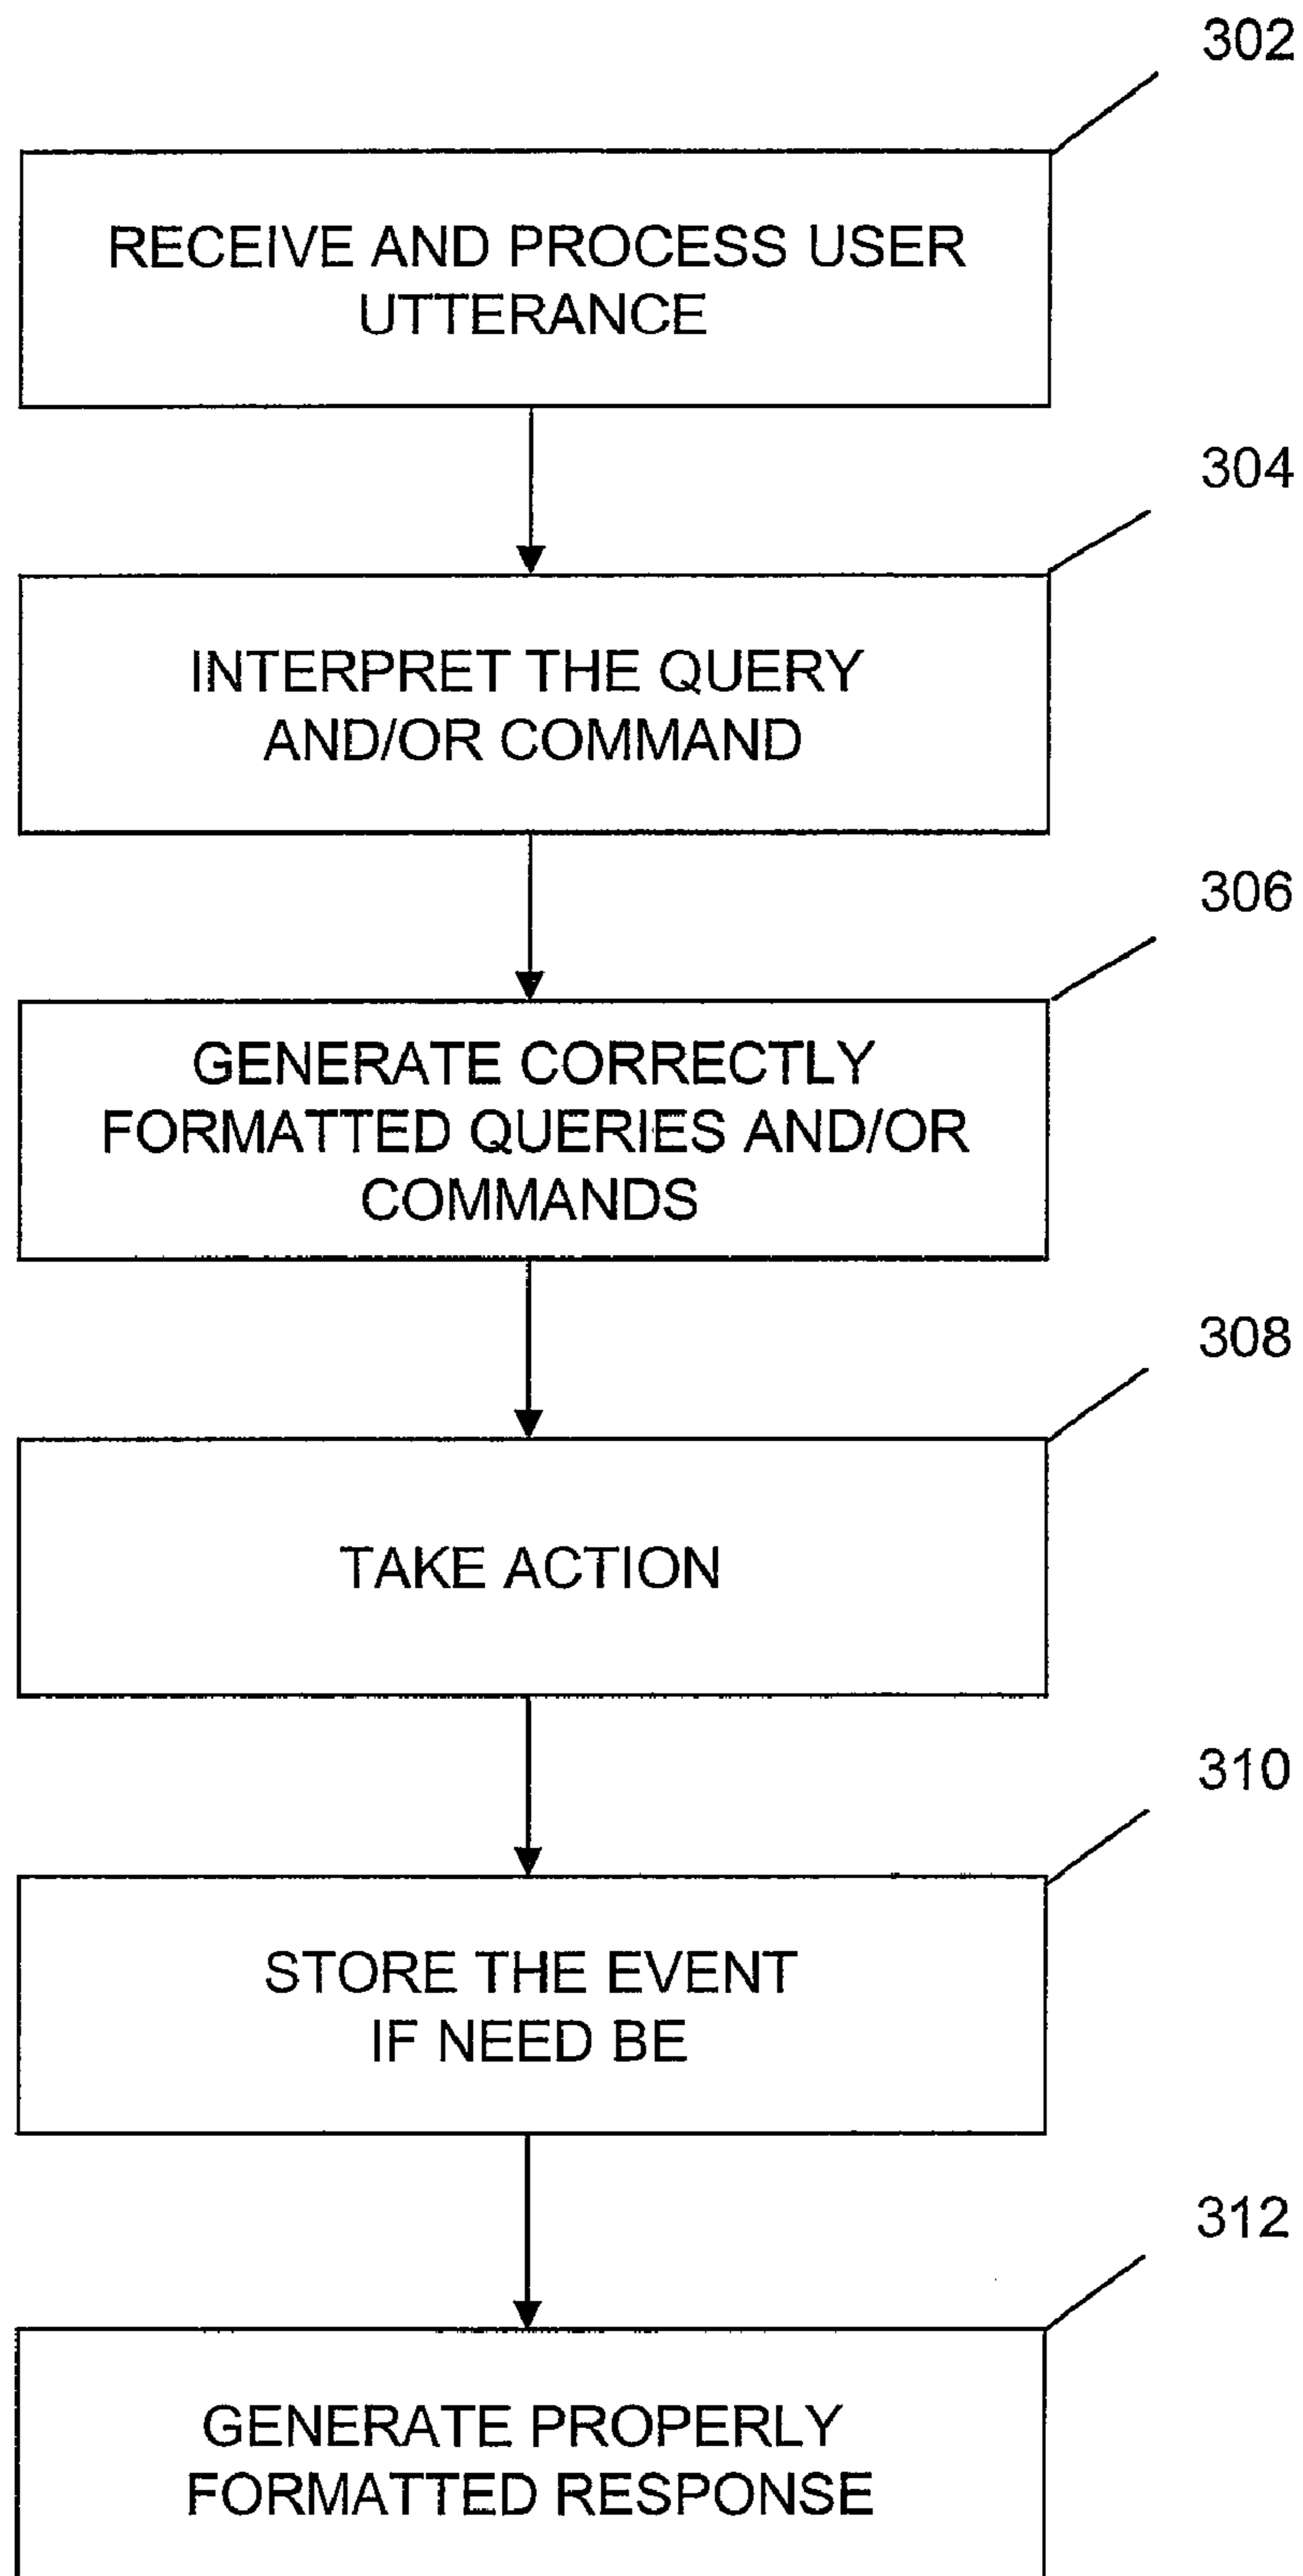 302
RECEIVE AND PROCESS USER
UTTERANCE
304
INTERPRET THE QUERY
AND/OR COMMAND
306
GENERATE CORRECTLY
FORMATTED QUERIES AND/OR
COMMANDS
308
TAKE ACTION
310
STORE THE EVENT
IF NEED BE
312
GENERATE PROPERLY
FORMATTED RESPONSE